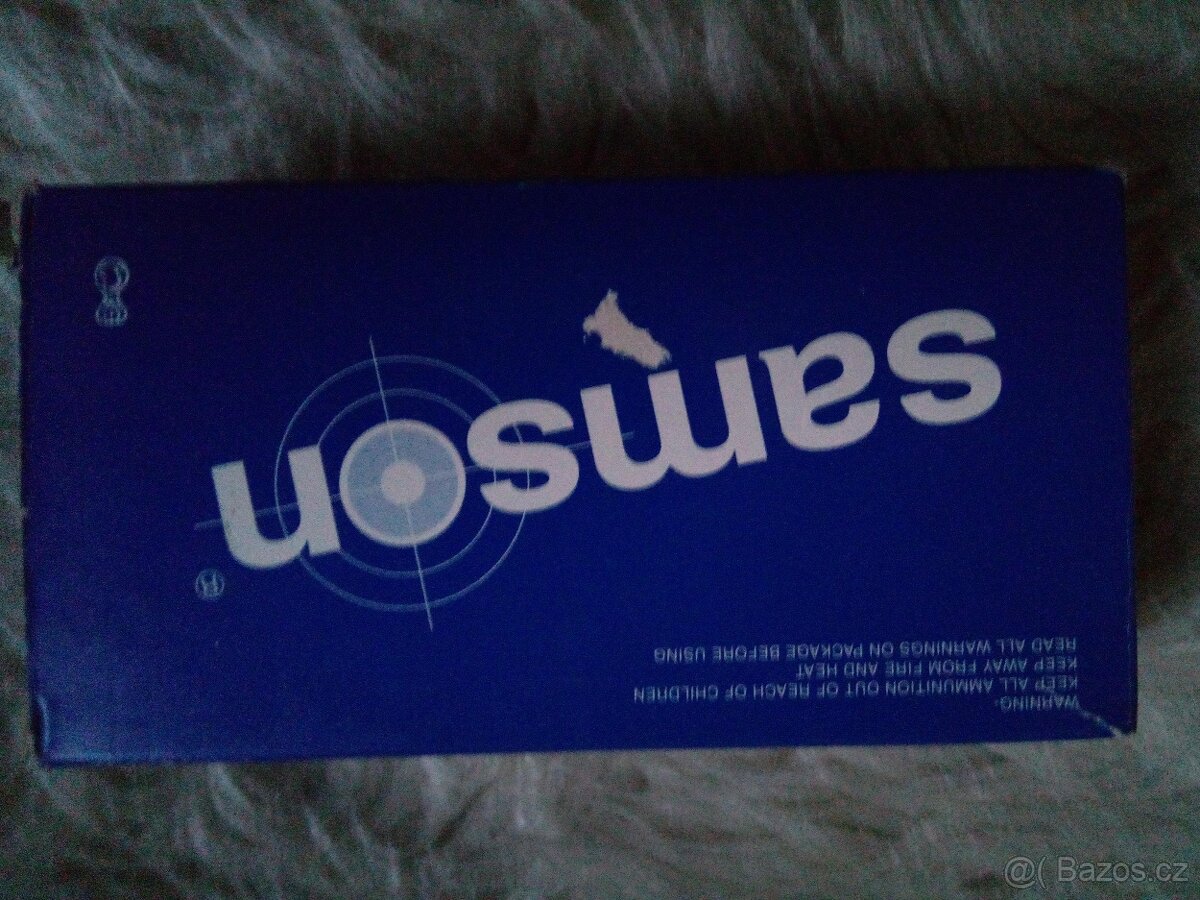 samson
®
WARNING:
KEEP ALL AMMUNITION OUT OF REACH OF CHILDREN
KEEP AWAY FROM FIRE AND HEAT
READ ALL WARNINGS ON PACKAGE BEFORE USING
@( Bazos.cz